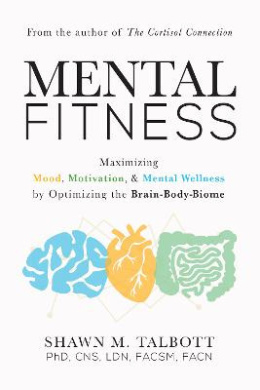 From the author of The Cortisol Connection
MENTAL
FITNESS
Maximizing
Mood, Motivation, & Mental Wellness
by Optimizing the Brain-Body-Biome
SHAWN M. TALBOTT
PhD, CNS, LDN, FACSM, FACN